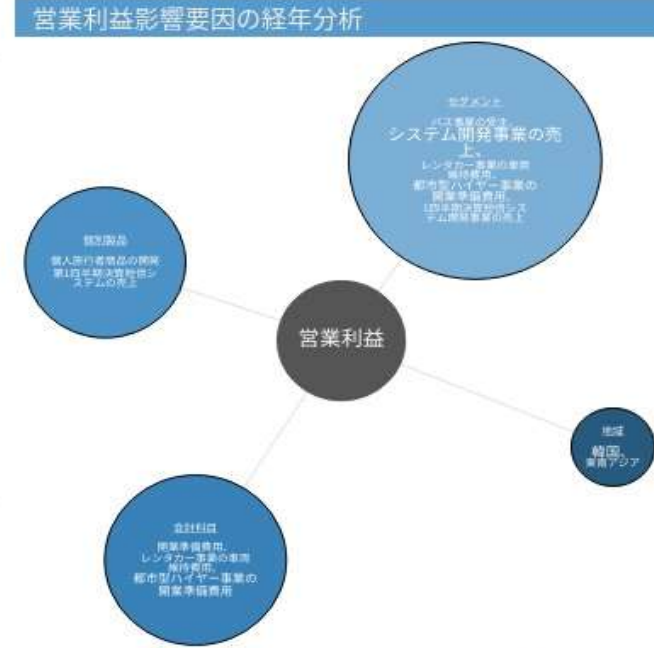 営業利益影響要因の経年分析
セグメント
バス事業の受注、
システム開発事業の売
上、
レンタカー事業の車両
維持費用、
都市型ハイヤー事業の
開業準備費用、
テム開発事業の売上
個別製品
個人旅行者商品の開発
ステムの売上
営業利益
地域
韓国、
東南アジア
会計科目
開業準備費用、
レンタカー事業の車両
維持費用、
都市型ハイヤー事業の
開業準備費用